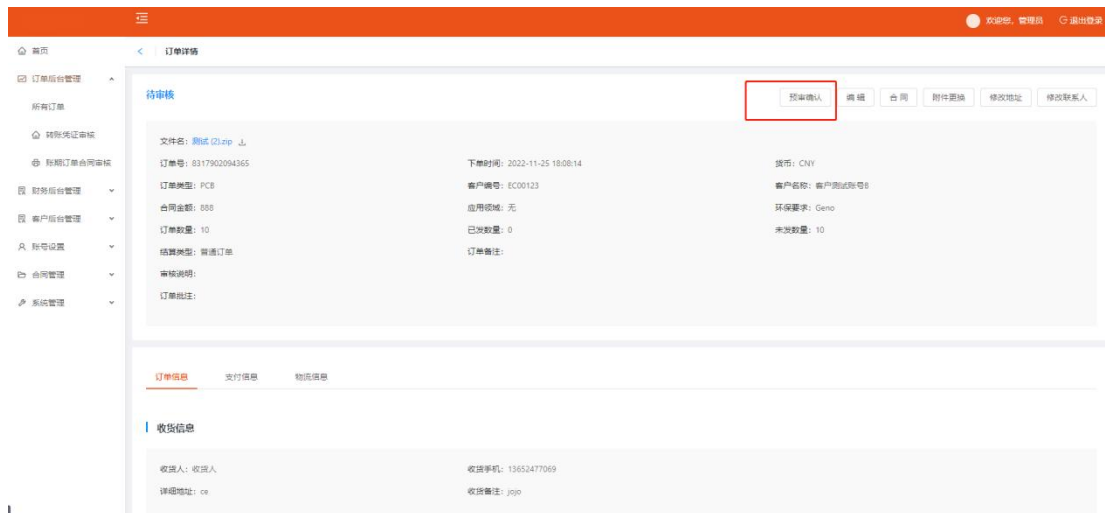 欢迎您，管理员 退出登录
首页
订单详情
订单后台管理
所有订单
转账凭证审核
账期订单合同审核
财务后台管理
客户后台管理
账号设置
合同管理
系统管理
待审核
预审确认 编辑 合同 附件更换 修改地址 修改联系人
文件名：测试 (2).zip
订单号：8317902094365 下单时间：2022-11-25 18:08:14 货币：CNY
订单类型：PCB 客户编号：EC00123 客户名称：客户测试账号8
合同金额：888 应用领域：无 环保要求：Geno
订单数量：10 已发数量：0 未发数量：10
结算类型：普通订单 订单备注：
审核说明：
订单批注：
订单信息 支付信息 物流信息
收货信息
收货人：收货人 收货手机：13652477069
详细地址：ce 收货备注：jojo